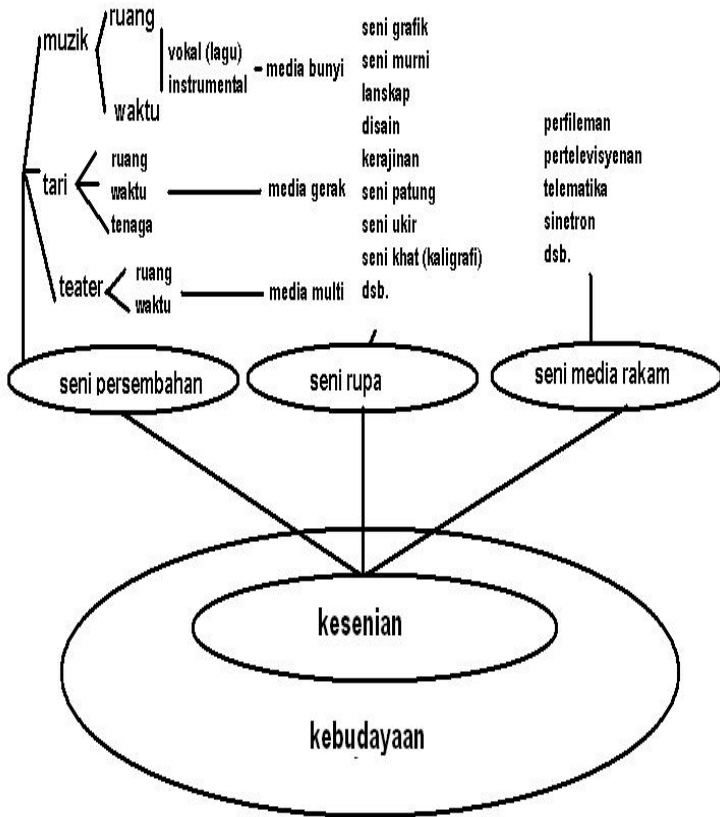 muzik
ruang
waktu
vokal (lagu)
instrumental
media bunyi
tari
ruang
waktu
tenaga
media gerak
teater
ruang
waktu
media multi
seni grafik
seni murni
lanskap
disain
kerajinan
seni patung
seni ukir
seni khat (kaligrafi)
dsb.
perfileman
pertelevisyenan
telematika
sinetron
dsb.
seni persembahan
seni rupa
seni media rakam
kesenian
kebudayaan